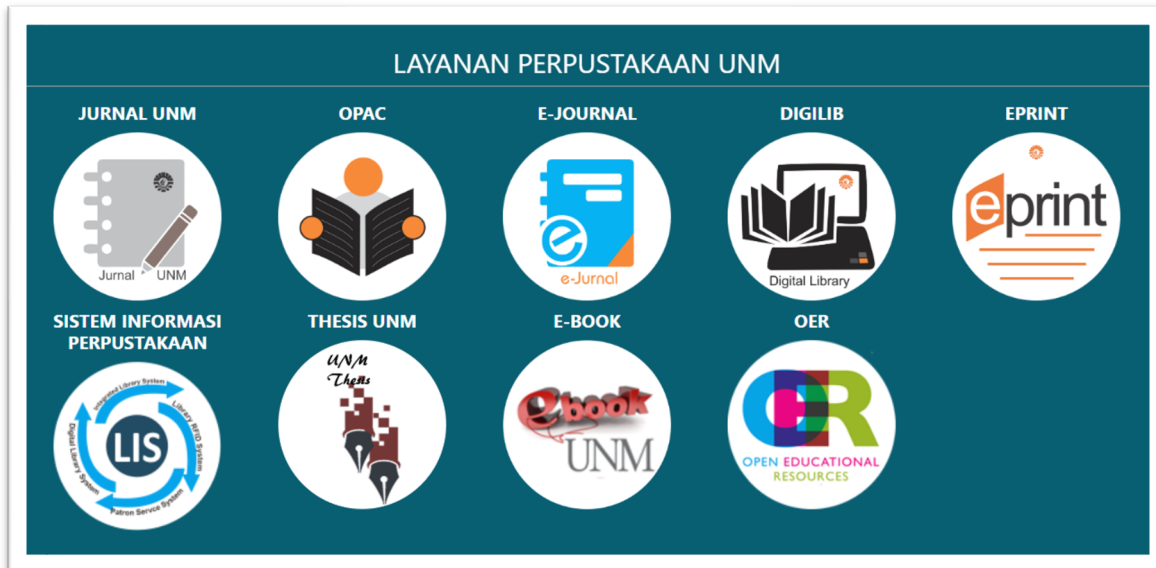 LAYANAN PERPUSTAKAAN UNM
JURNAL UNM
OPAC
E-JOURNAL
DIGILIB
EPRINT
Jurnal UNM
e-Jurnal
Digital Library
eprint
SISTEM INFORMASI
PERPUSTAKAAN
THESIS UNM
E-BOOK
OER
Integrated Library System
Library RFID System
Patron Servce System
Digital Library System
LIS
UNM
Thesis
ebook
UNM
OER
OPEN EDUCATIONAL
RESOURCES